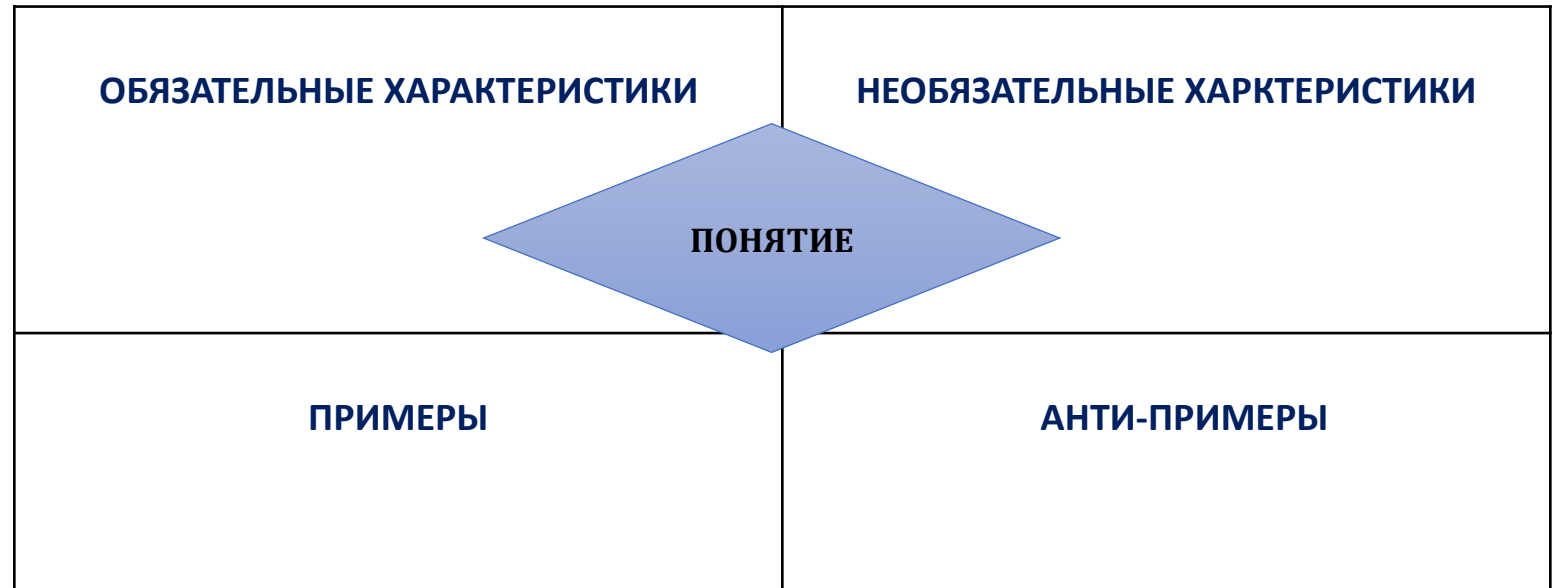 ОБЯЗАТЕЛЬНЫЕ ХАРАКТЕРИСТИКИ
НЕОБЯЗАТЕЛЬНЫЕ ХАРКТЕРИСТИКИ
ПОНЯТИЕ
ПРИМЕРЫ
АНТИ-ПРИМЕРЫ